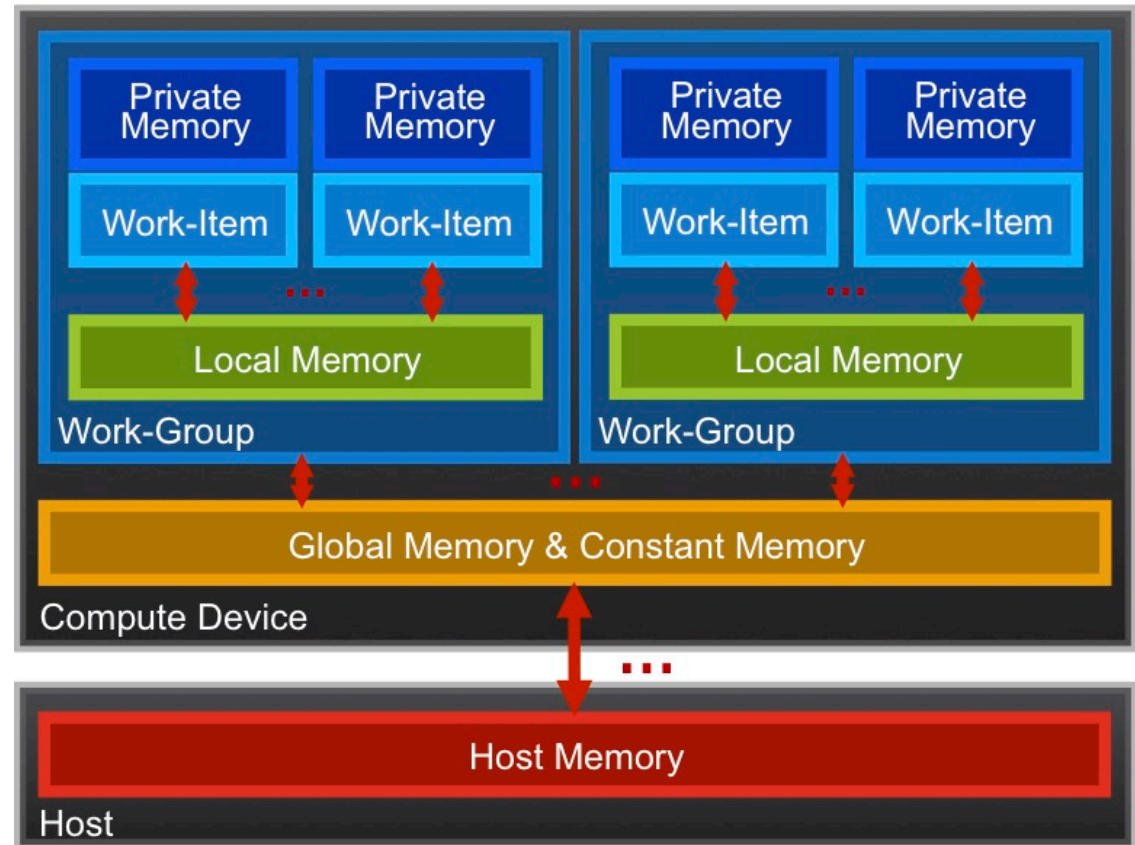 Private
Memory
Private
Memory
Private
Memory
Private
Memory
Work-Item
Work-Item
Work-Item
Work-Item
...
...
Local Memory
Local Memory
Work-Group
Work-Group
...
Global Memory & Constant Memory
Compute Device
...
Host Memory
Host